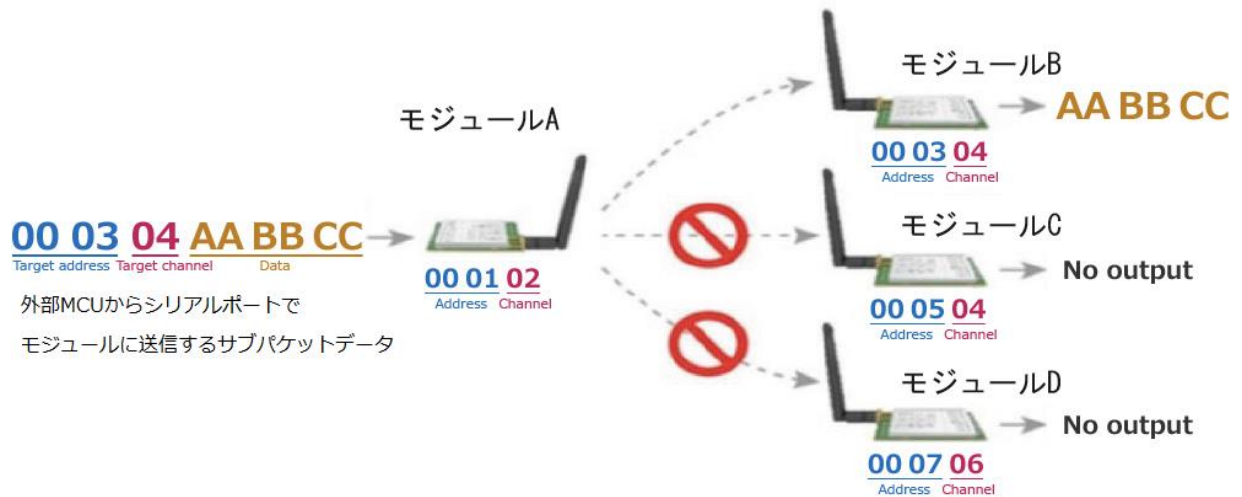 モジュールA
00 03 04 AA BB CC
Target address Target channel Data
外部MCUからシリアルポートで
モジュールに送信するサブパケットデータ
00 01 02
Address Channel
モジュールB
AA BB CC
00 03 04
Address Channel
モジュールC
No output
00 05 04
Address Channel
モジュールD
No output
00 07 06
Address Channel